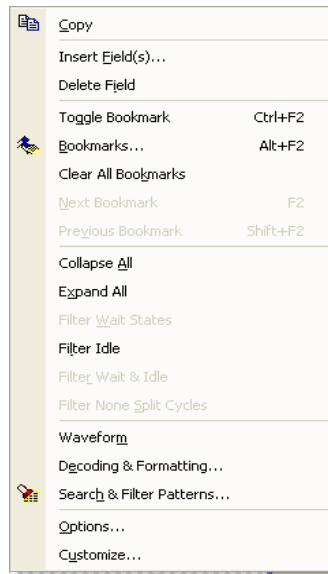 Copy
Insert Field(s)...
Delete Field
Toggle Bookmark Ctrl+F2
Bookmarks... Alt+F2
Clear All Bookmarks
Next Bookmark F2
Previous Bookmark Shift+F2
Collapse All
Expand All
Filter Wait States
Filter Idle
Filter Wait & Idle
Filter None Split Cycles
Waveform
Decoding & Formatting...
Search & Filter Patterns...
Options...
Customize...